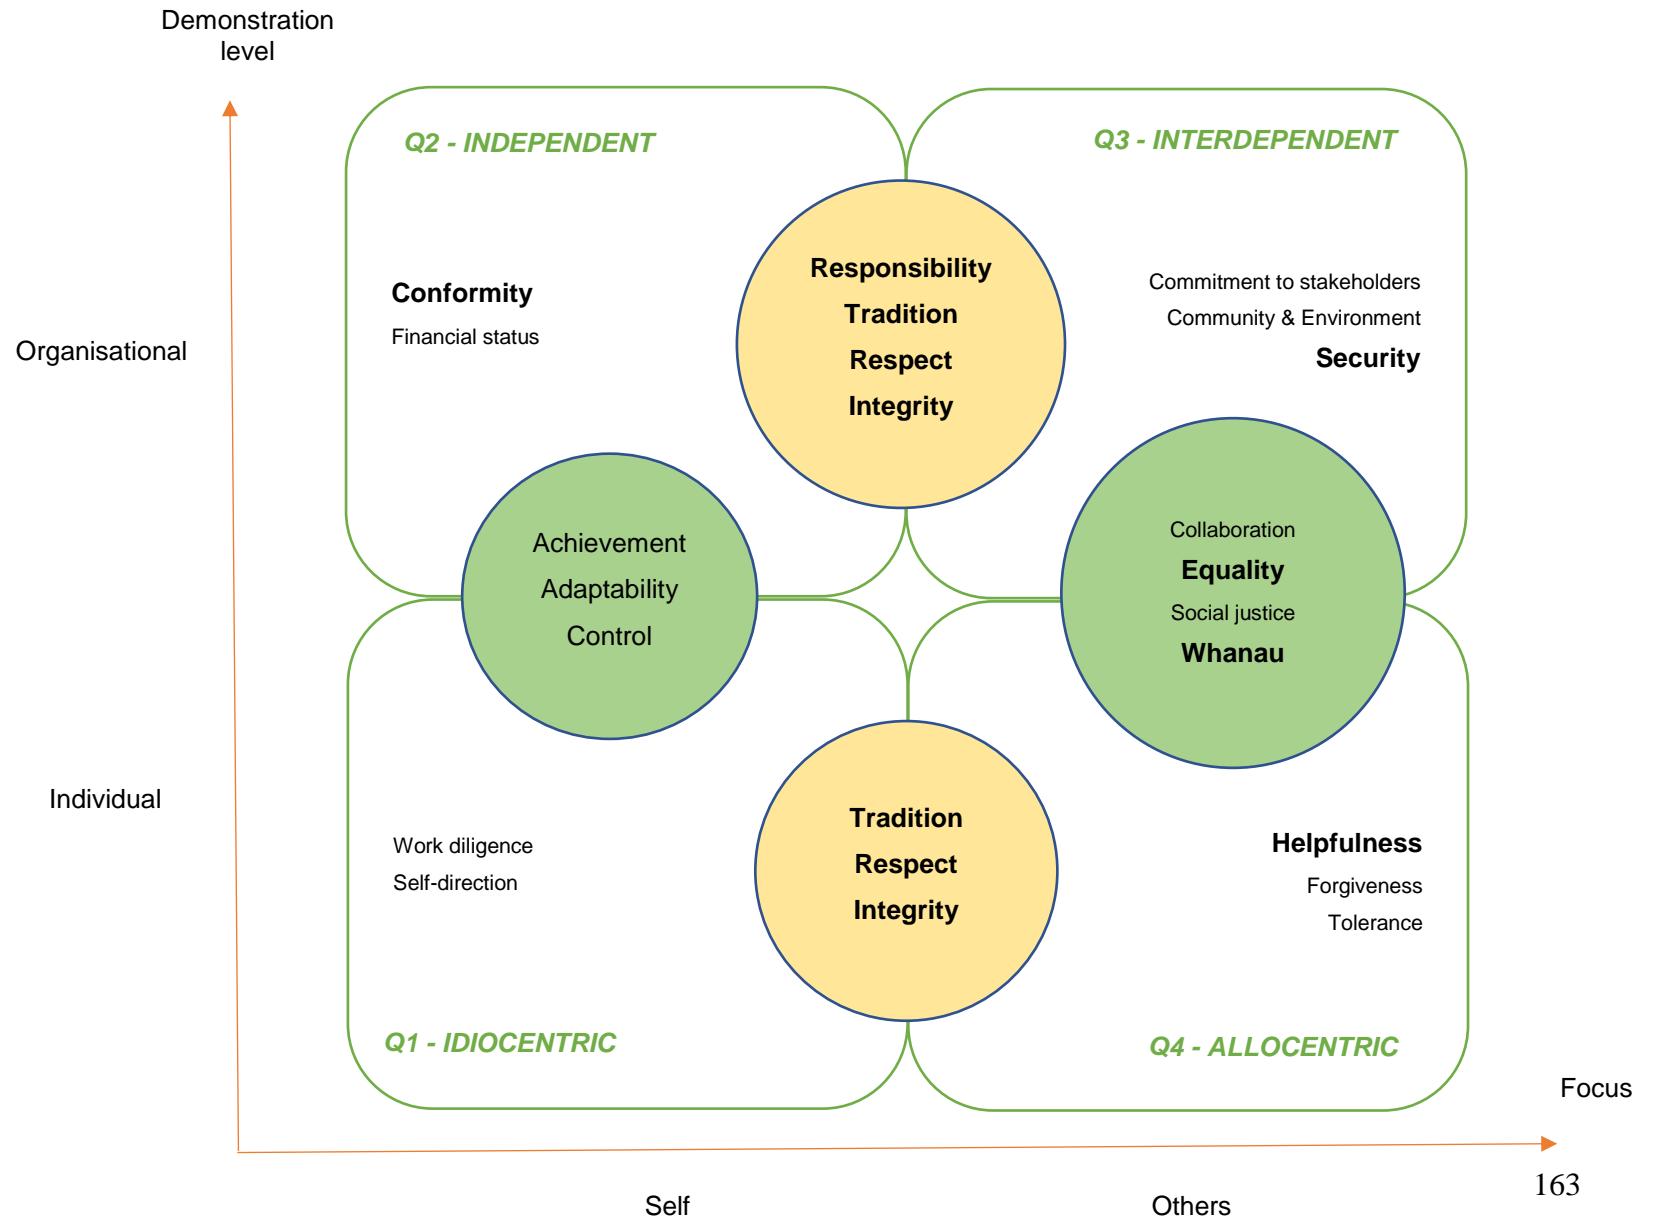 Demonstration
level
Q2 - INDEPENDENT
Q3 - INTERDEPENDENT
Responsibility
Tradition
Respect
Integrity
Conformity
Financial status
Commitment to stakeholders
Community & Environment
Security
Organisational
Achievement
Adaptability
Control
Collaboration
Equality
Social justice
Whanau
Individual
Work diligence
Self-direction
Tradition
Respect
Integrity
Helpfulness
Forgiveness
Tolerance
Q1 - IDIOCENTRIC
Q4 - ALLOCENTRIC
Focus
Self
Others
163